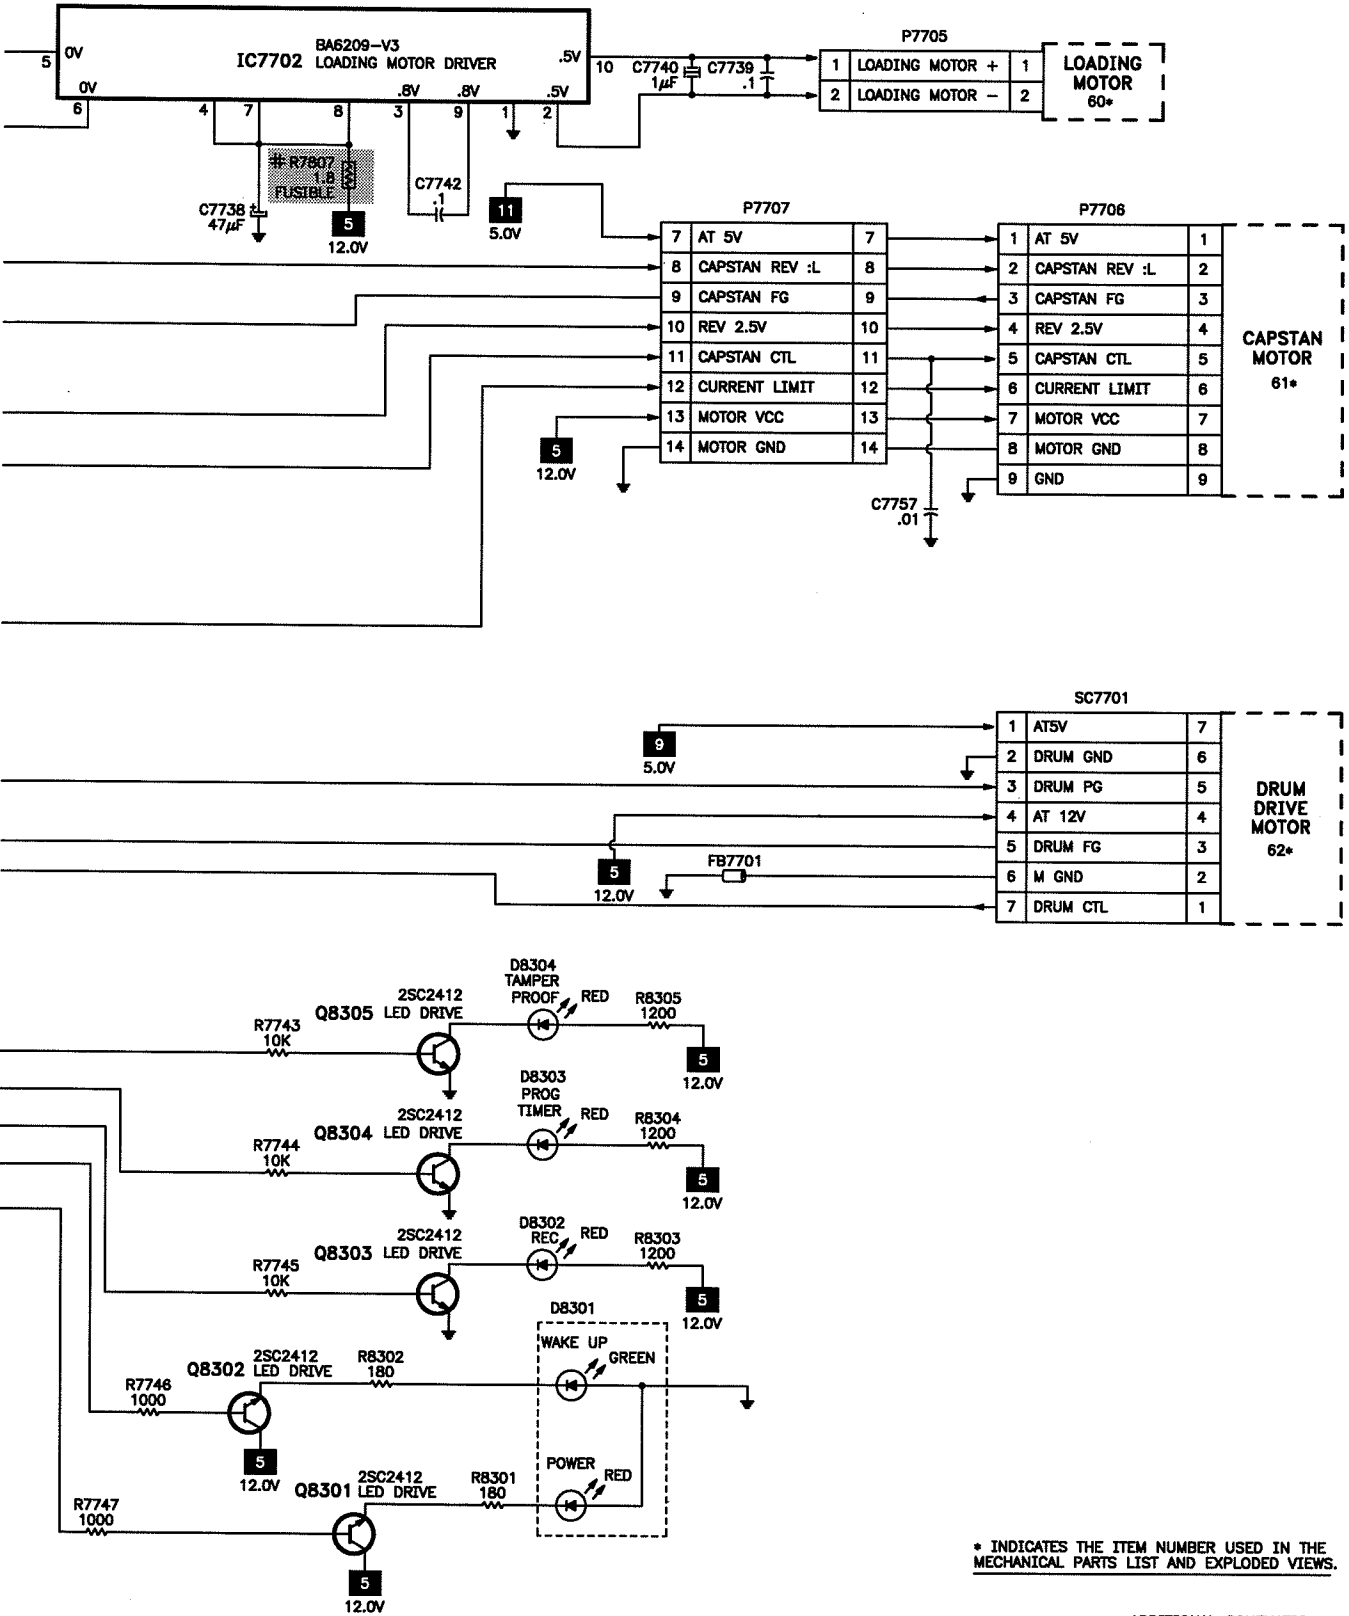 BA6209-V3
IC7702 LOADING MOTOR DRIVER
0V
5
0V
6
4
7
8
.8V
3
.8V
9
1
.5V
2
.5V
10
C7740
1µF
C7739
.1
P7705
1 LOADING MOTOR + 1
2 LOADING MOTOR – 2
LOADING
MOTOR
60*
# R7807
1.8
FUSIBLE
C7738 +
47µF
5
12.0V
C7742
.1
11
5.0V
P7707
7 AT 5V 7
8 CAPSTAN REV :L 8
9 CAPSTAN FG 9
10 REV 2.5V 10
11 CAPSTAN CTL 11
12 CURRENT LIMIT 12
13 MOTOR VCC 13
14 MOTOR GND 14
5
12.0V
P7706
1 AT 5V 1
2 CAPSTAN REV :L 2
3 CAPSTAN FG 3
4 REV 2.5V 4
5 CAPSTAN CTL 5
6 CURRENT LIMIT 6
7 MOTOR VCC 7
8 MOTOR GND 8
9 GND 9
CAPSTAN
MOTOR
61*
C7757
.01
SC7701
1 AT5V 7
2 DRUM GND 6
3 DRUM PG 5
4 AT 12V 4
5 DRUM FG 3
6 M GND 2
7 DRUM CTL 1
DRUM
DRIVE
MOTOR
62*
9
5.0V
5
12.0V
FB7701
R7743
10K
2SC2412
Q8305 LED DRIVE
D8304
TAMPER
PROOF
RED
R8305
1200
5
12.0V
R7744
10K
2SC2412
Q8304 LED DRIVE
D8303
PROG
TIMER
RED
R8304
1200
5
12.0V
R7745
10K
2SC2412
Q8303 LED DRIVE
D8302
REC
RED
R8303
1200
5
12.0V
R7746
1000
2SC2412
Q8302 LED DRIVE
5
12.0V
R8302
180
D8301
WAKE UP
GREEN
R7747
1000
2SC2412
Q8301 LED DRIVE
5
12.0V
R8301
180
POWER
RED
* INDICATES THE ITEM NUMBER USED IN THE
MECHANICAL PARTS LIST AND EXPLODED VIEWS.